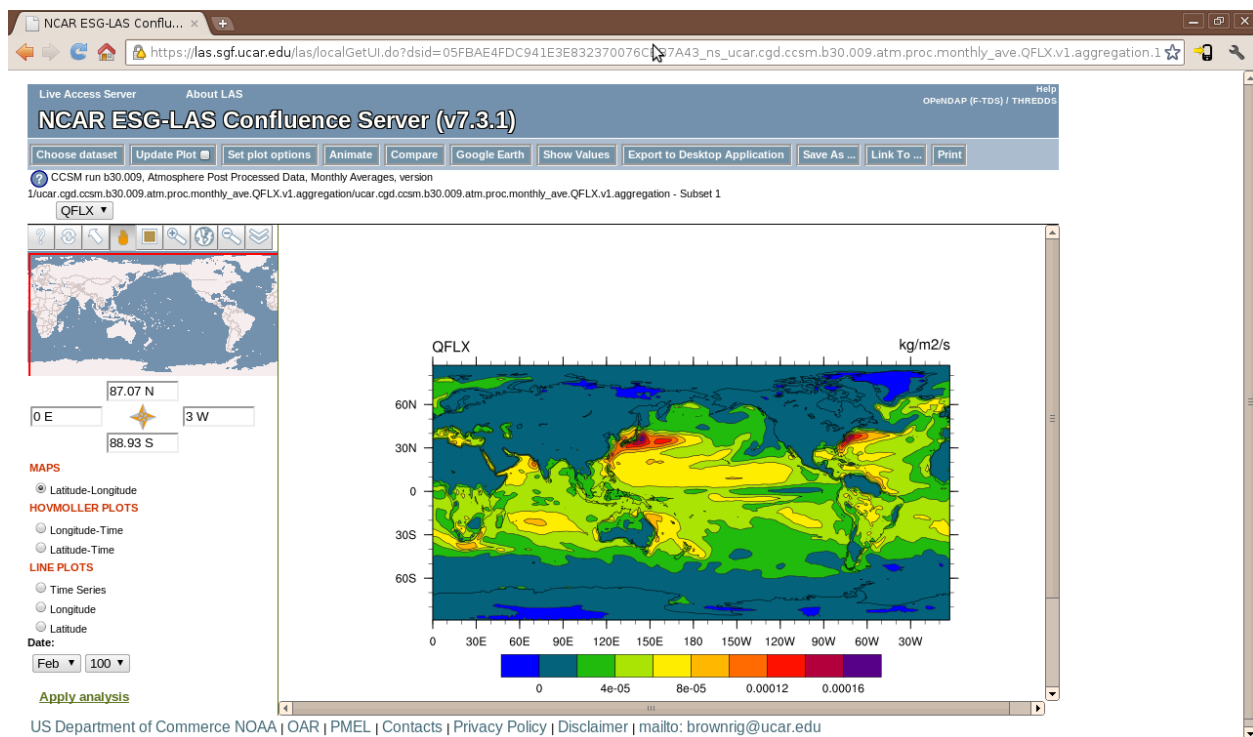 NCAR ESG-LAS Conflu...
https://las.sgf.ucar.edu/las/localGetUI.do?dsid=05FBAE4FDC941E3E832370076 7A43_ns_ucar.cgd.ccsm.b30.009.atm.proc.monthly_ave.QFLX.v1.aggregation.1
Live Access Server About LAS Help
OPeNDAP (F-TDS) / THREDDS
NCAR ESG-LAS Confluence Server (v7.3.1)
Choose dataset Update Plot Set plot options Animate Compare Google Earth Show Values Export to Desktop Application Save As ... Link To ... Print
? CCSM run b30.009, Atmosphere Post Processed Data, Monthly Averages, version
1/ucar.cgd.ccsm.b30.009.atm.proc.monthly_ave.QFLX.v1.aggregation/ucar.cgd.ccsm.b30.009.atm.proc.monthly_ave.QFLX.v1.aggregation - Subset 1
QFLX
87.07 N
0 E 3 W
88.93 S
MAPS
Latitude-Longitude
HOVMOLLER PLOTS
Longitude-Time
Latitude-Time
LINE PLOTS
Time Series
Longitude
Latitude
Date:
Feb 100
Apply analysis
QFLX kg/m2/s
60N
30N
0
30S
60S
0 30E 60E 90E 120E 150E 180 150W 120W 90W 60W 30W
0 4e-05 8e-05 0.00012 0.00016
US Department of Commerce NOAA | OAR | PMEL | Contacts | Privacy Policy | Disclaimer | mailto: brownrig@ucar.edu